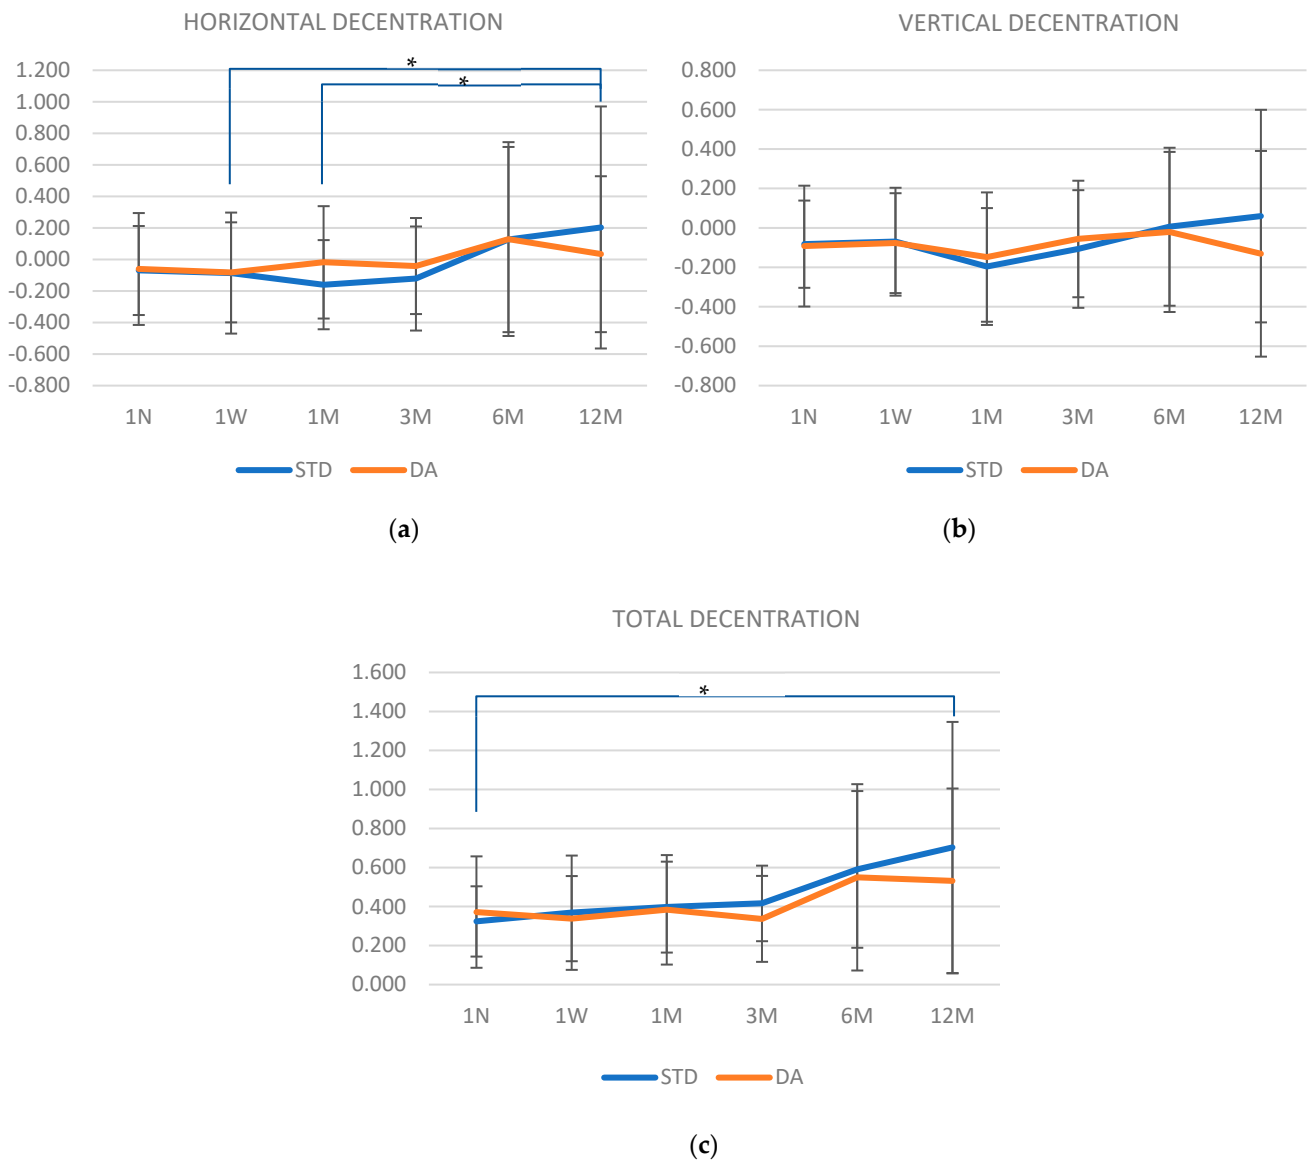 HORIZONTAL DECENTRATION
1.200
1.000
0.800
0.600
0.400
0.200
0.000
-0.200
-0.400
-0.600
-0.800
*
*
1N 1W 1M 3M 6M 12M
STD DA
(a)
VERTICAL DECENTRATION
0.800
0.600
0.400
0.200
0.000
-0.200
-0.400
-0.600
-0.800
1N 1W 1M 3M 6M 12M
STD DA
(b)
TOTAL DECENTRATION
1.600
1.400
1.200
1.000
0.800
0.600
0.400
0.200
0.000
*
1N 1W 1M 3M 6M 12M
STD DA
(c)